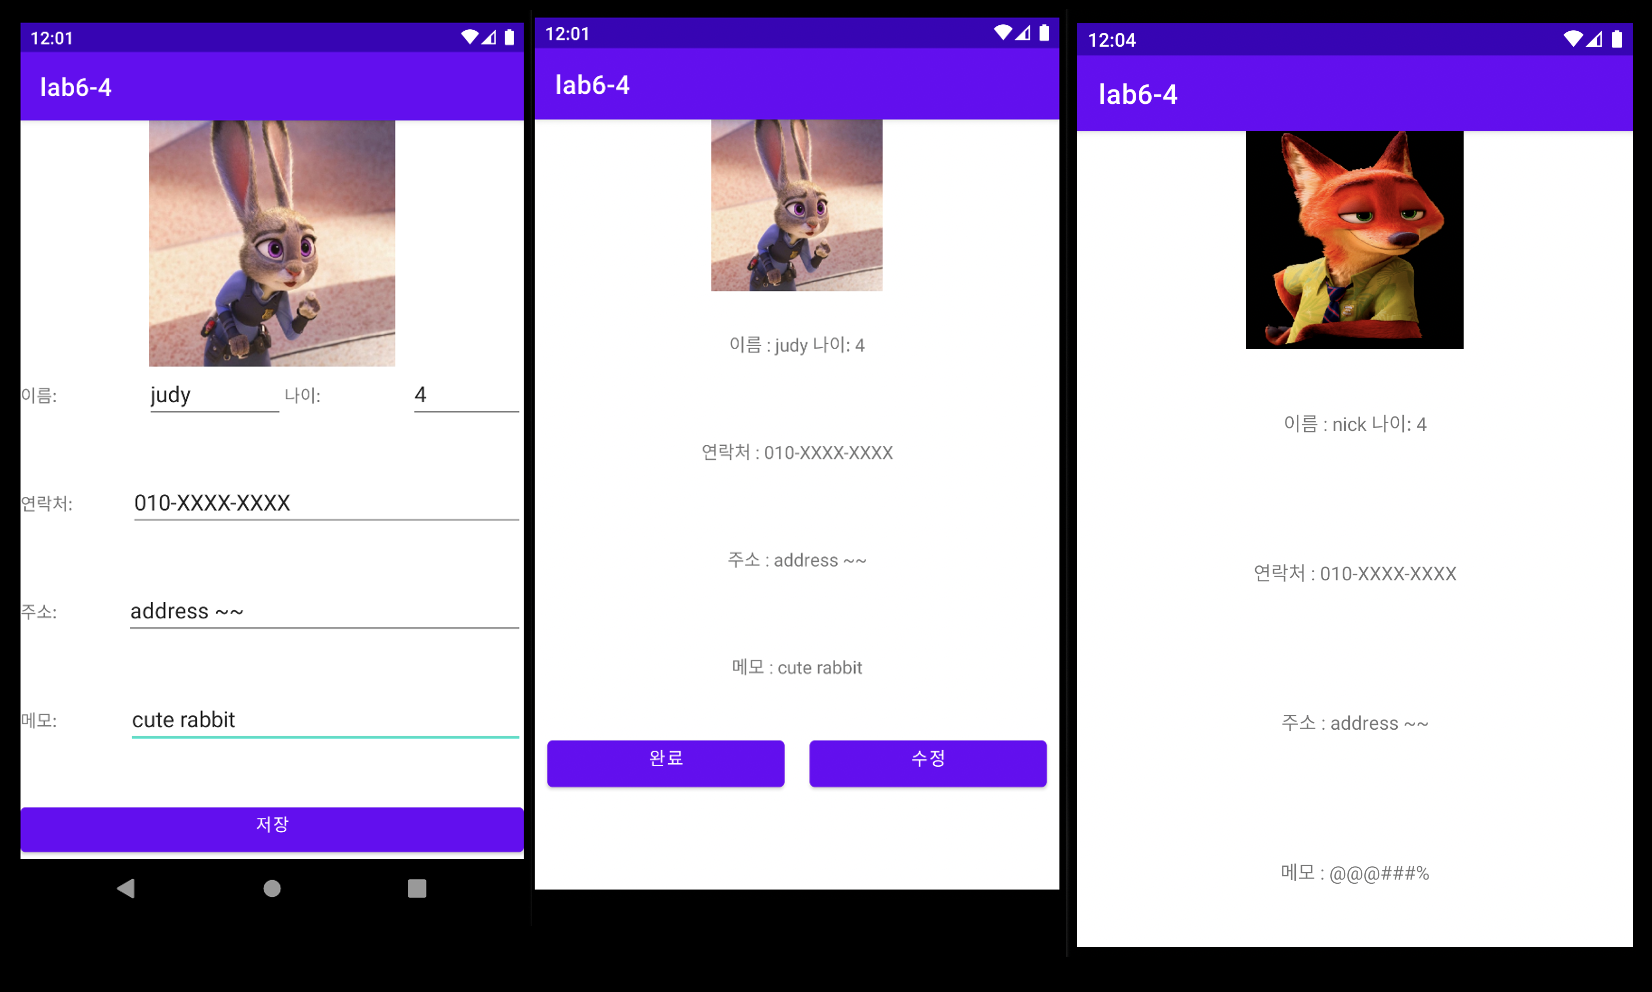 12:01
lab6-4
이름: judy 나이: 4
연락처: 010-XXXX-XXXX
주소: address ~~
메모: cute rabbit
저장
12:01
lab6-4
이름 : judy 나이: 4
연락처 : 010-XXXX-XXXX
주소 : address ~~
메모 : cute rabbit
완료 수정
12:04
lab6-4
이름 : nick 나이: 4
연락처 : 010-XXXX-XXXX
주소 : address ~~
메모 : @@@###%